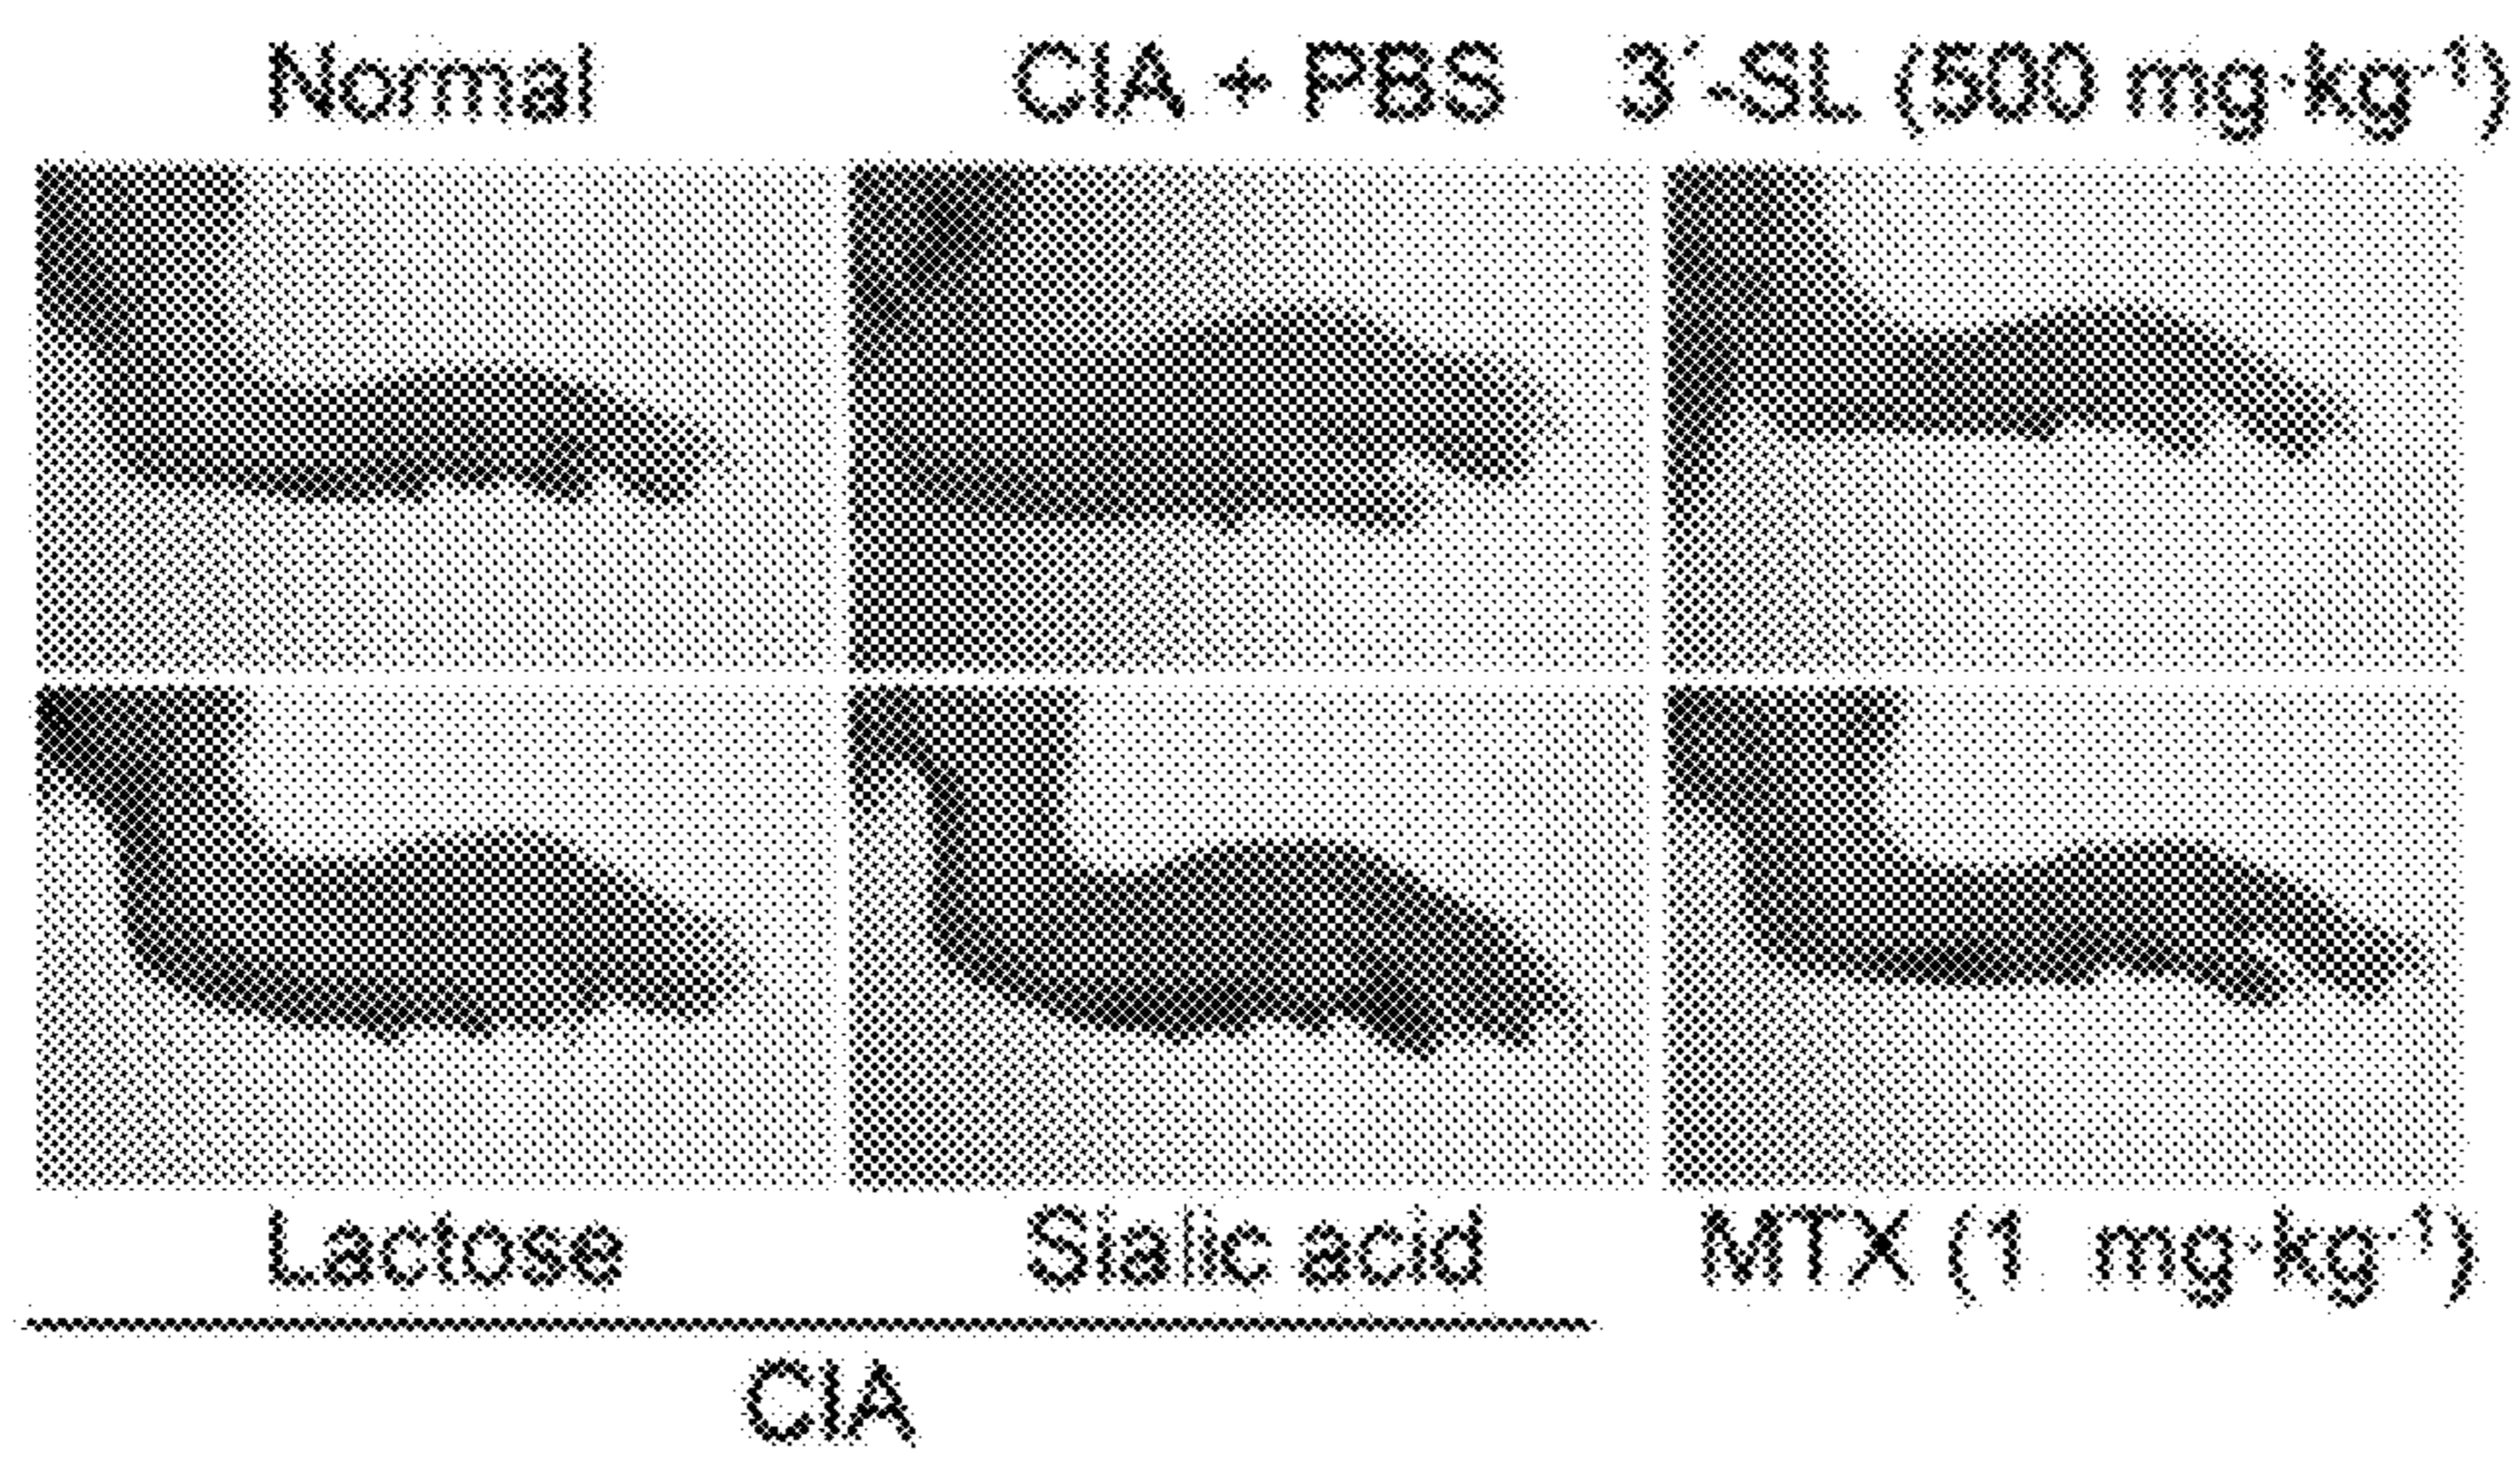 Normal CIA + PBS 3´-SL (500 mg·kg⁻¹)
Lactose Sialic acid MTX (1 mg·kg⁻¹)
CIA